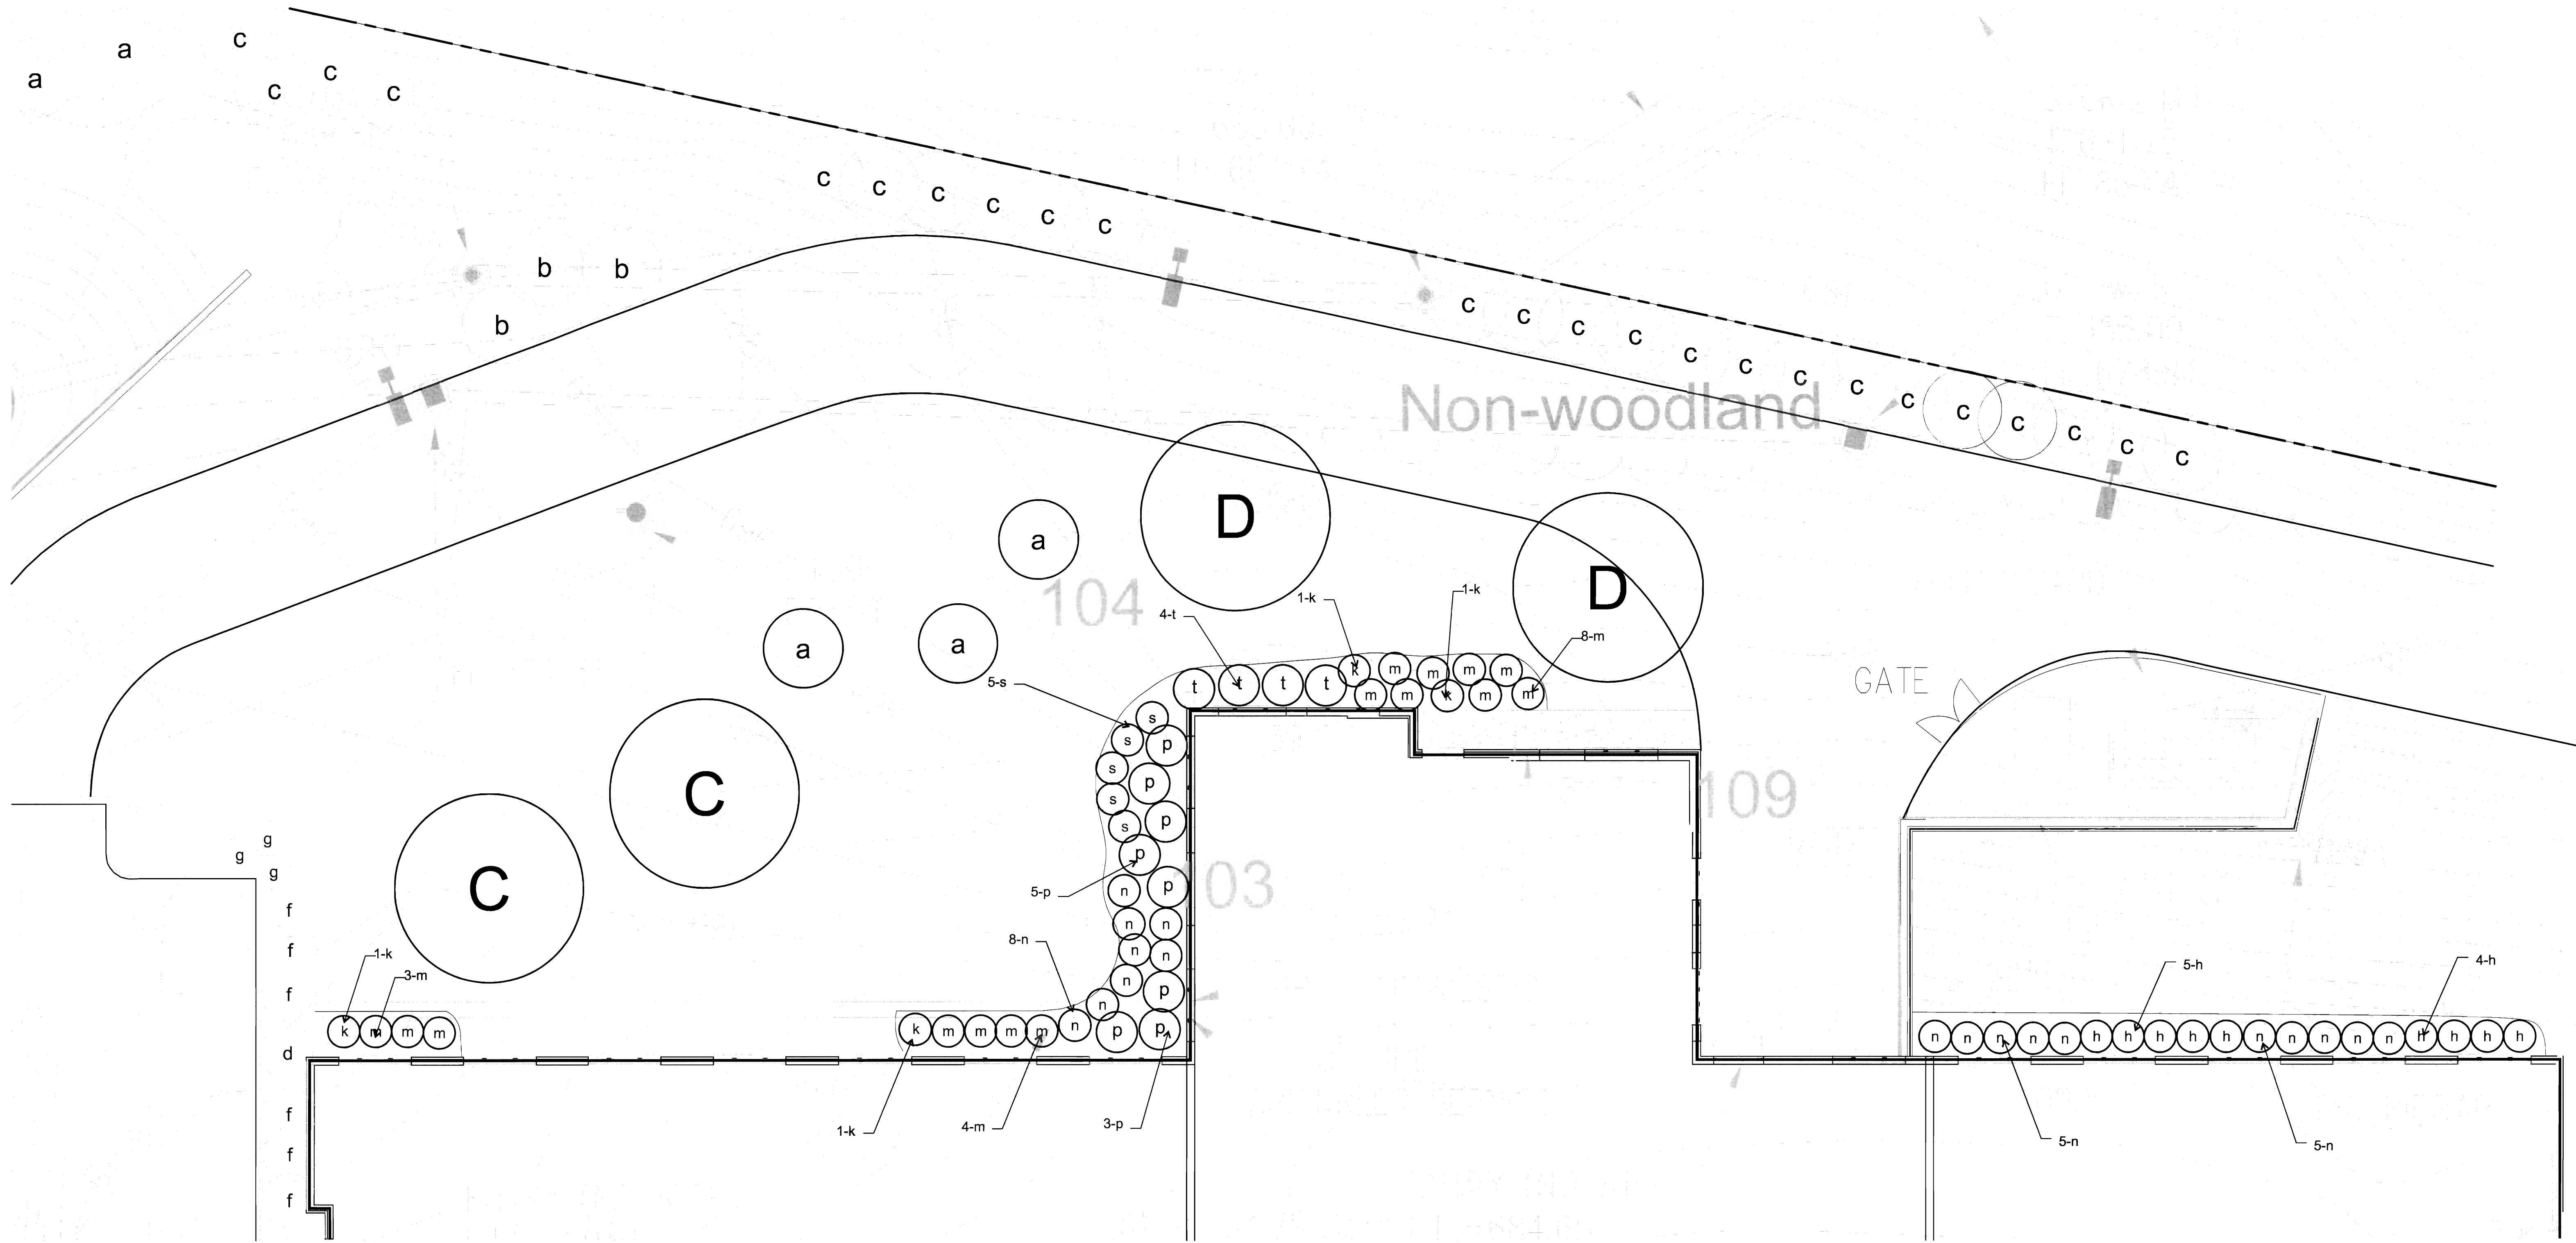 c
a
c
a
c
c
c c c c c c
b b
b
c c c c c c c c c c c c c c
Non-woodland
D
a
D
104
1-k
1-k
4-t
8-m
a
a
k m m m m
t t t t
m m k m m
GATE
5-s
s
s
s
s
s
p
p
p
p
p
C
109
C
g
g
g
103
5-p
n
f
n n
8-n
n n
f
1-k
3-m
n
p
f
n
5-h
4-h
k m m m
k m m m m n p p
n n n n n h h h h h n n n n n h h h h
d
f
1-k
4-m
3-p
5-n
5-n
f
f